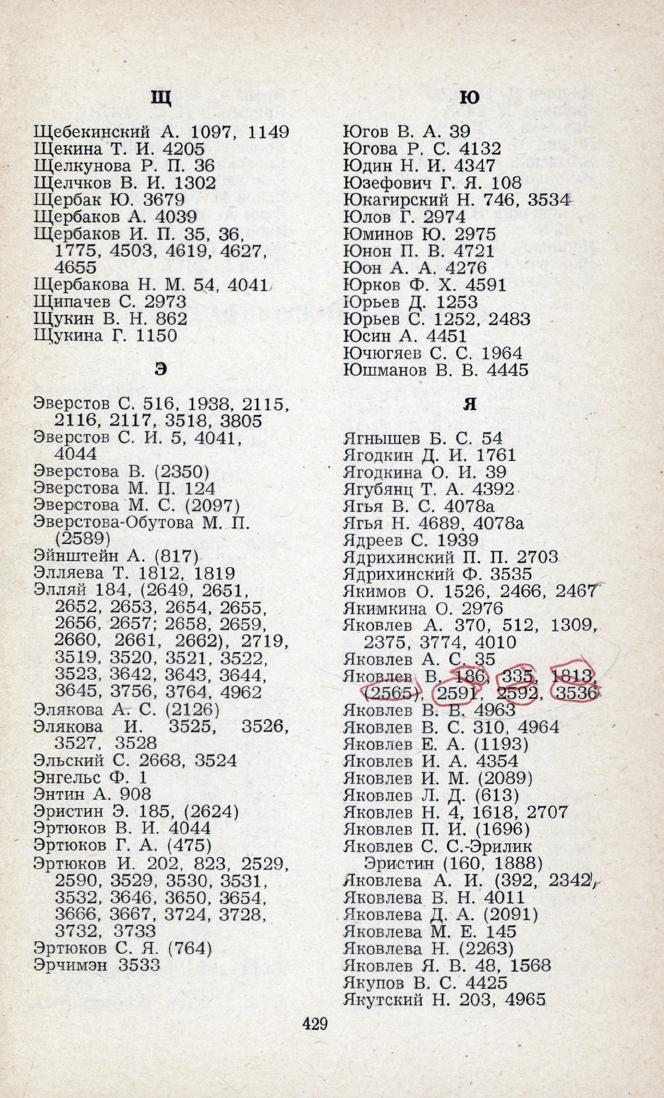 Щ
Щебекинский А. 1097, 1149
Щекина Т. И. 4205
Щелкунова Р. П. 36
Щелчков В. И. 1302
Щербак Ю. 3679
Щербаков А. 4039
Щербаков И. П. 35, 36,
1775, 4503, 4619, 4627,
4655
Щербакова Н. М. 54, 4041
Щипачев С. 2973
Щукин В. Н. 862
Щукина Г. 1150
Э
Эверстов С. 516, 1938, 2115,
2116, 2117, 3518, 3805
Эверстов С. И. 5, 4041,
4044
Эверстова В. (2350)
Эверстова М. П. 124
Эверстова М. С. (2097)
Эверстова-Обутова М. П.
(2589)
Эйнштейн А. (817)
Элляева Т. 1812, 1819
Элляй 184, (2649, 2651,
2652, 2653, 2654, 2655,
2656, 2657; 2658, 2659,
2660, 2661, 2662), 2719,
3519, 3520, 3521, 3522,
3523, 3642, 3643, 3644,
3645, 3756, 3764, 4962
Элякова А. С. (2126)
Элякова И. 3525, 3526,
3527, 3528
Эльский С. 2668, 3524
Энгельс Ф. 1
Энтин А. 908
Эристин Э. 185, (2624)
Эртюков В. И. 4044
Эртюков Г. А. (475)
Эртюков И. 202, 823, 2529,
2590, 3529, 3530, 3531,
3532, 3646, 3650, 3654,
3666, 3667, 3724, 3728,
3732, 3733
Эртюков С. Я. (764)
Эрчимэн 3533
Ю
Югов В. А. 39
Югова Р. С. 4132
Юдин Н. И. 4347
Юзефович Г. Я. 108
Юкагирский Н. 746, 3534
Юлов Г. 2974
Юминов Ю. 2975
Юнон П. В. 4721
Юон А. А. 4276
Юрков Ф. Х. 4591
Юрьев Д. 1253
Юрьев С. 1252, 2483
Юсин А. 4451
Ючюгяев С. С. 1964
Юшманов В. В. 4445
Я
Ягнышев Б. С. 54
Ягодкин Д. И. 1761
Ягодкина О. И. 39
Ягубянц Т. А. 4392
Ягья В. С. 4078а
Ягья Н. 4689, 4078а
Ядреев С. 1939
Ядрихинский П. П. 2703
Ядрихинский Ф. 3535
Якимов О. 1526, 2466, 2467
Якимкина О. 2976
Яковлев А. 370, 512, 1309,
2375, 3774, 4010
Яковлев А. С. 35
Яковлев В. 186, 335, 1813,
(2565), 2591, 2592, 3536
Яковлев В. В. 4963
Яковлев В. С. 310, 4964
Яковлев Е. А. (1193)
Яковлев И. А. 4354
Яковлев И. М. (2089)
Яковлев Л. Д. (613)
Яковлев Н. 4, 1618, 2707
Яковлев П. И. (1696)
Яковлев С. С.-Эрилик
Эристин (160, 1888)
Яковлева А. И. (392, 2342),
Яковлева В. Н. 4011
Яковлева Д. А. (2091)
Яковлева М. Е. 145
Яковлева Н. (2263)
Яковлев Я. В. 48, 1568
Якупов В. С. 4425
Якутский Н. 203, 4965
429